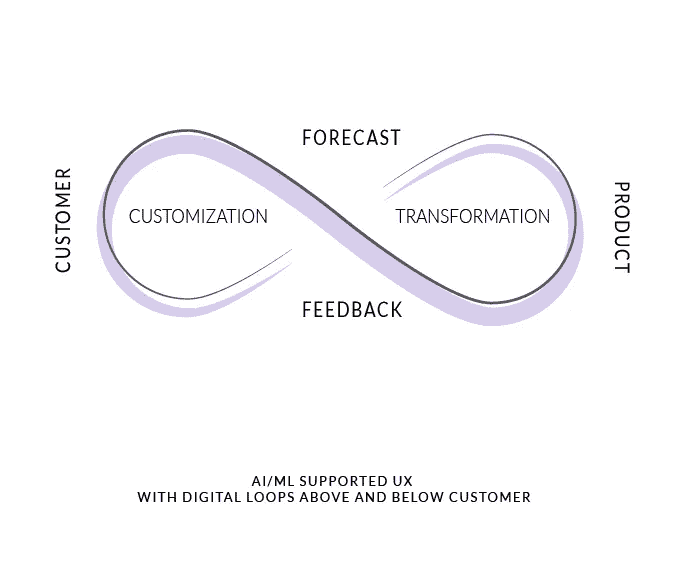 FORECAST
CUSTOMER
CUSTOMIZATION
TRANSFORMATION
PRODUCT
FEEDBACK
AI/ML SUPPORTED UX
WITH DIGITAL LOOPS ABOVE AND BELOW CUSTOMER